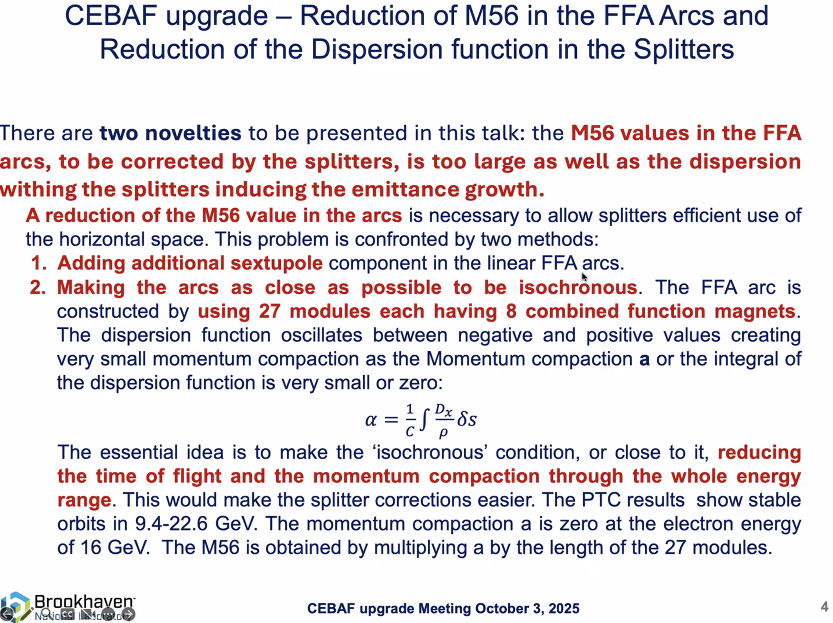 CEBAF upgrade – Reduction of M56 in the FFA Arcs and
Reduction of the Dispersion function in the Splitters
There are two novelties to be presented in this talk: the M56 values in the FFA
arcs, to be corrected by the splitters, is too large as well as the dispersion
withing the splitters inducing the emittance growth.
A reduction of the M56 value in the arcs is necessary to allow splitters efficient use of
the horizontal space. This problem is confronted by two methods:
1. Adding additional sextupole component in the linear FFA arcs.
2. Making the arcs as close as possible to be isochronous. The FFA arc is
constructed by using 27 modules each having 8 combined function magnets.
The dispersion function oscillates between negative and positive values creating
very small momentum compaction as the Momentum compaction a or the integral of
the dispersion function is very small or zero:
α = 1/C ∫ Dₓ/ρ δs
The essential idea is to make the ‘isochronous’ condition, or close to it, reducing
the time of flight and the momentum compaction through the whole energy
range. This would make the splitter corrections easier. The PTC results show stable
orbits in 9.4-22.6 GeV. The momentum compaction a is zero at the electron energy
of 16 GeV. The M56 is obtained by multiplying a by the length of the 27 modules.
Brookhaven
CEBAF upgrade Meeting October 3, 2025
4